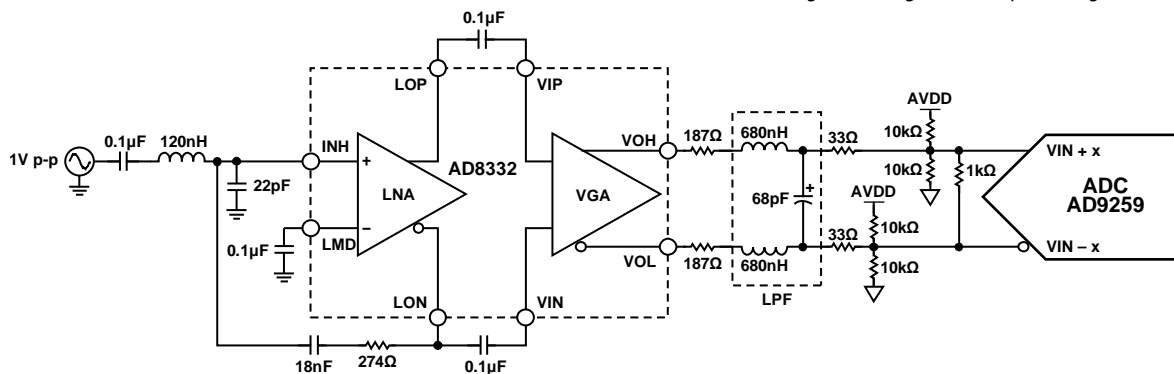 0.1µF
LOP
VIP
AVDD
0.1µF
120nH
INH
AD8332
VOH
187Ω
680nH
33Ω
10kΩ
VIN + x
1V p-p
+
LNA
VGA
10kΩ
1kΩ
ADC
AD9259
22pF
68pF
+
AVDD
0.1µF
LMD
–
VOL
33Ω
10kΩ
VIN – x
187Ω
680nH
10kΩ
LON
VIN
LPF
18nF
274Ω
0.1µF